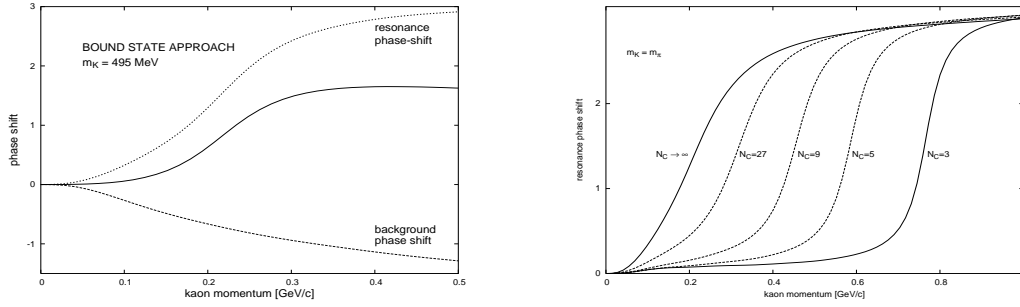 3
2
1
0
-1
phase shift
BOUND STATE APPROACH
m_K = 495 MeV
resonance
phase-shift
background
phase shift
0
0.1
0.2
0.3
0.4
0.5
kaon momentum [GeV/c]
2
1
0
resonance phase shift
m_K = m_π
N_C → ∞
N_C=27
N_C=9
N_C=5
N_C=3
0
0.2
0.4
0.6
0.8
kaon momentum [GeV/c]